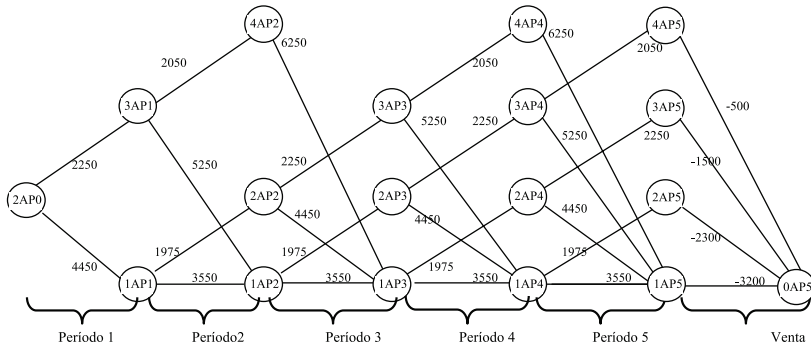 4AP2
4AP4
4AP5
6250
6250
2050
2050
2050
3AP1
3AP3
3AP4
3AP5
-500
5250
2250
5250
2250
2250
5250
2250
-1500
2AP0
2AP2
2AP3
2AP4
2AP5
4450
4450
4450
-2300
4450
1975
1975
1975
1975
1AP1
3550
1AP2
3550
1AP3
3550
1AP4
3550
1AP5
-3200
0AP5
Período 1
Período2
Período 3
Período 4
Período 5
Venta